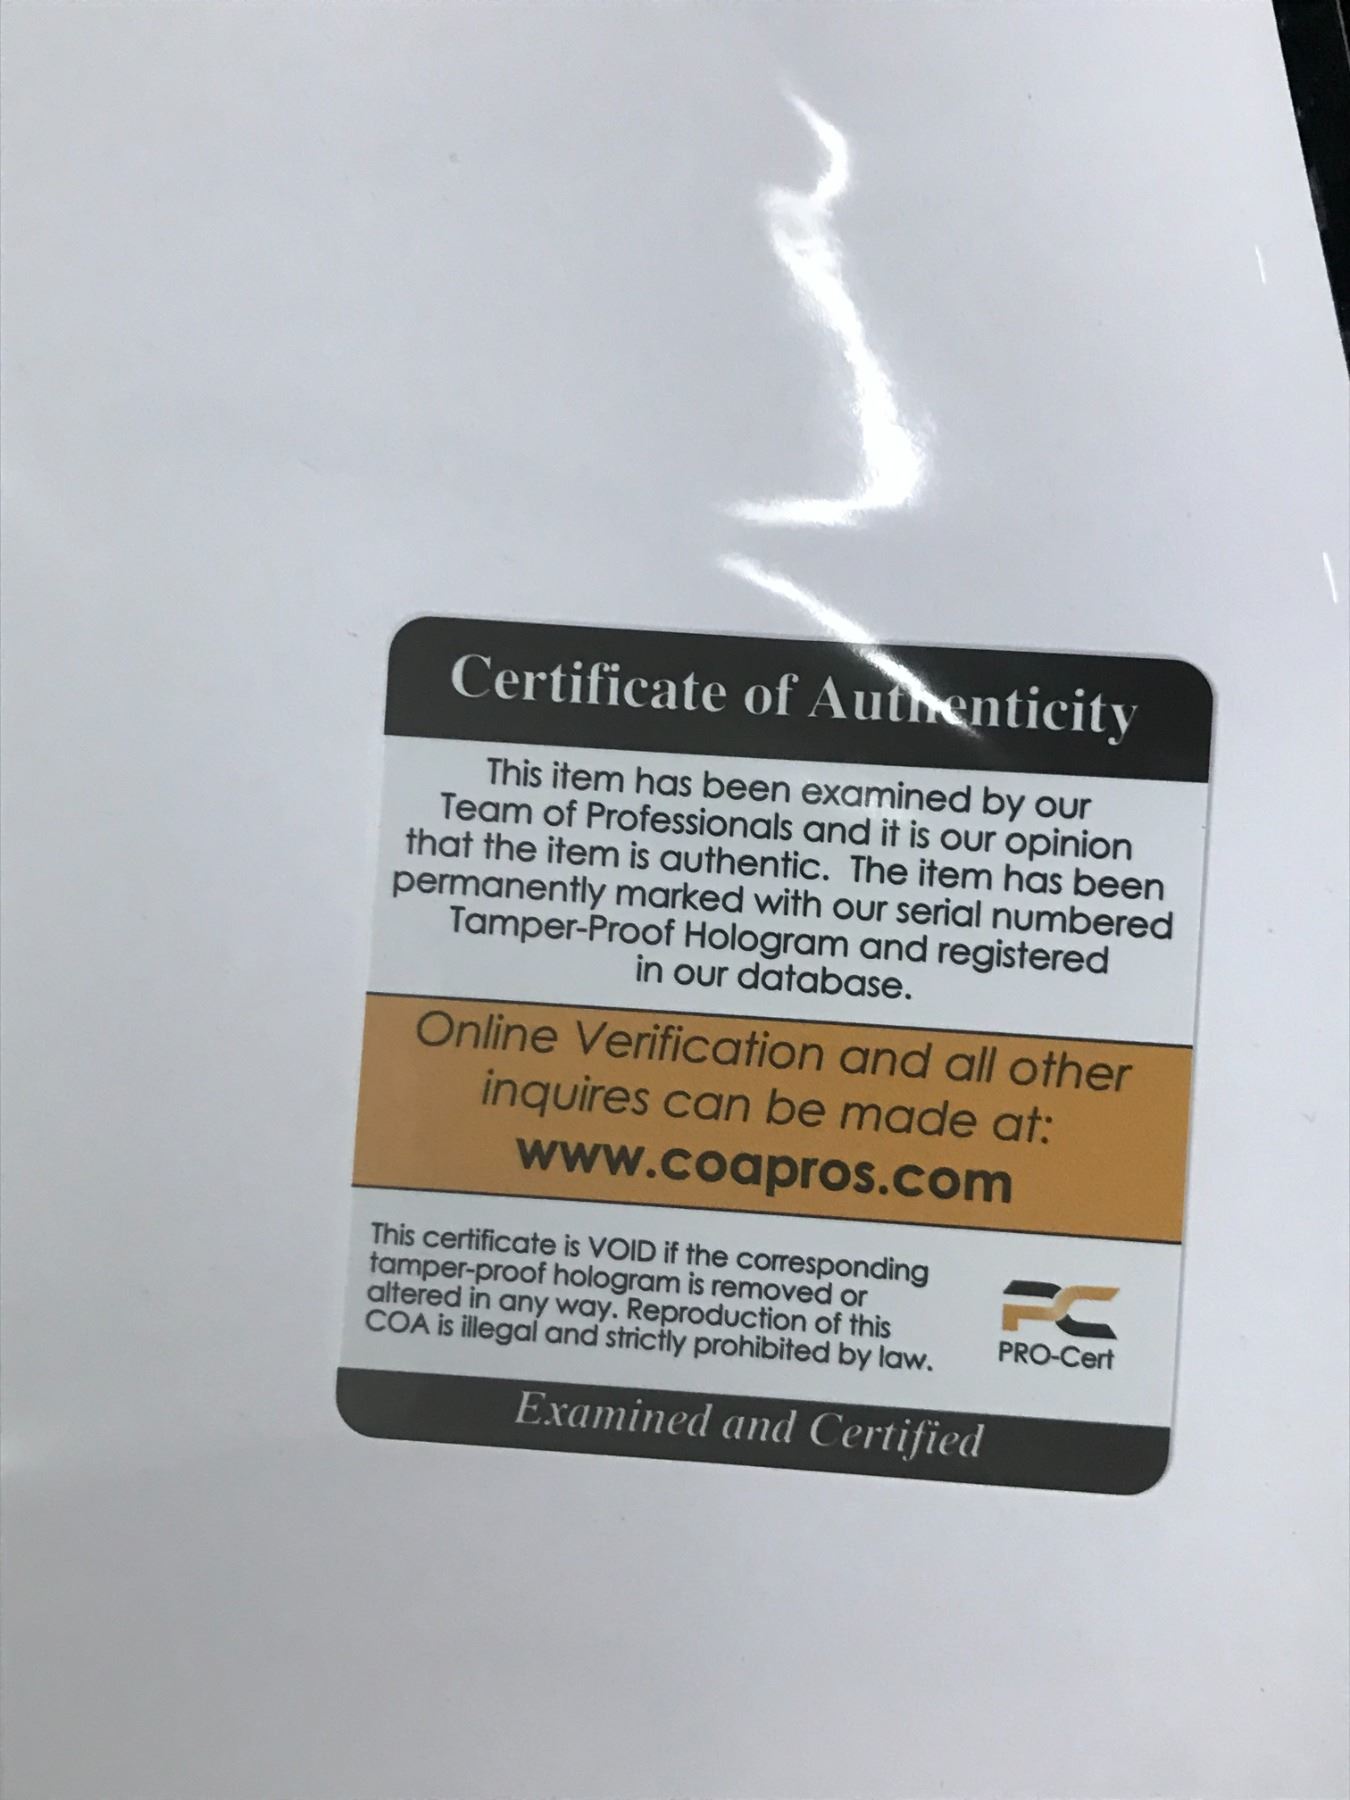 Certificate of Authenticity
This item has been examined by our
Team of Professionals and it is our opinion
that the item is authentic. The item has been
permanently marked with our serial numbered
Tamper-Proof Hologram and registered
in our database.
Online Verification and all other
inquires can be made at:
www.coapros.com
This certificate is VOID if the corresponding
tamper-proof hologram is removed or
altered in any way. Reproduction of this
COA is illegal and strictly prohibited by law.
PC
PRO-Cert
Examined and Certified